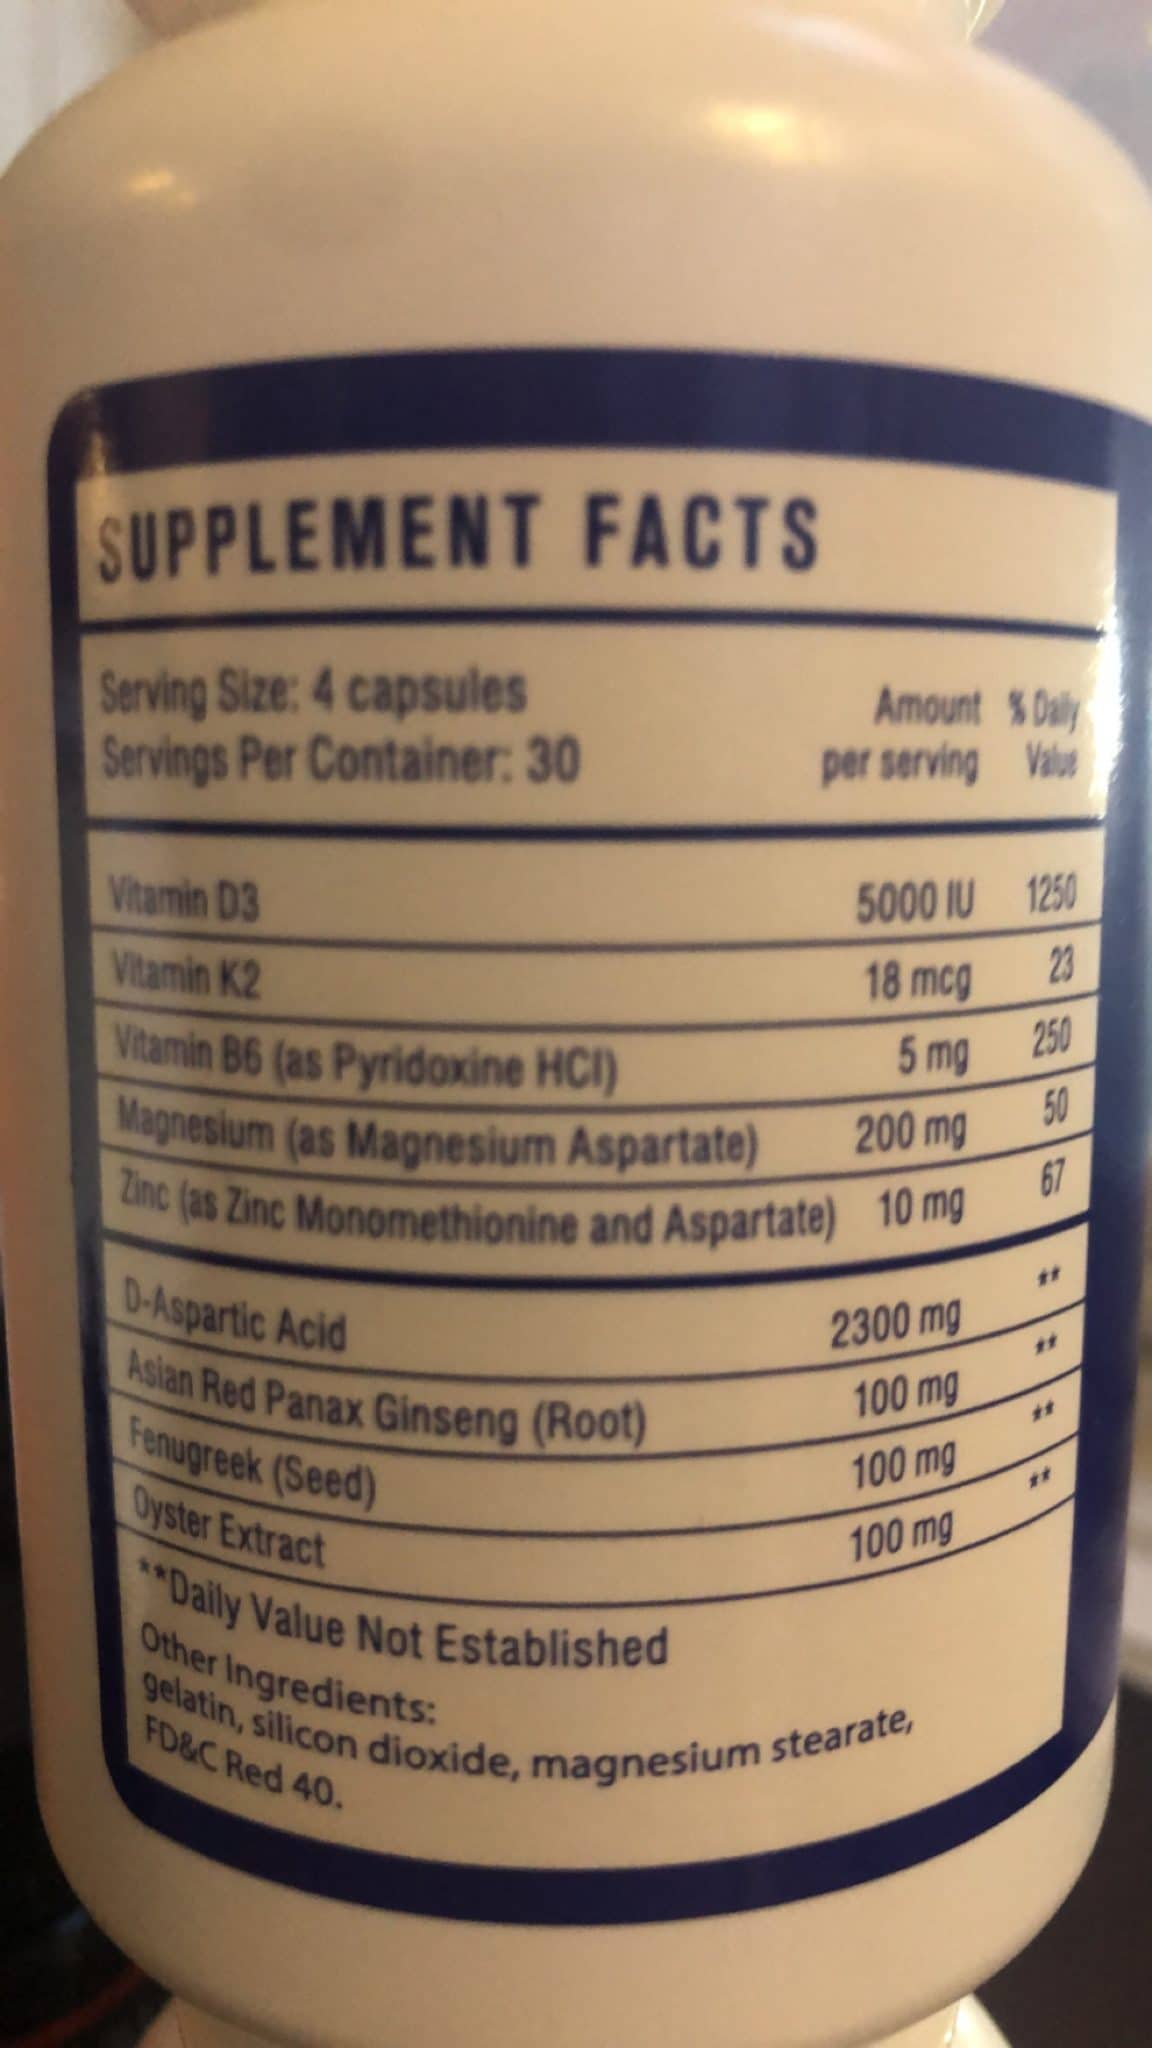 SUPPLEMENT FACTS
Serving Size: 4 capsules
Servings Per Container: 30
Amount per serving
% Daily Value
Vitamin D3 5000 IU 1250
Vitamin K2 18 mcg 23
Vitamin B6 (as Pyridoxine HCl) 5 mg 250
Magnesium (as Magnesium Aspartate) 200 mg 50
Zinc (as Zinc Monomethionine and Aspartate) 10 mg 67
D-Aspartic Acid 2300 mg **
Asian Red Panax Ginseng (Root) 100 mg **
Fenugreek (Seed) 100 mg **
Oyster Extract 100 mg **
**Daily Value Not Established
Other Ingredients:
gelatin, silicon dioxide, magnesium stearate,
FD&C Red 40.